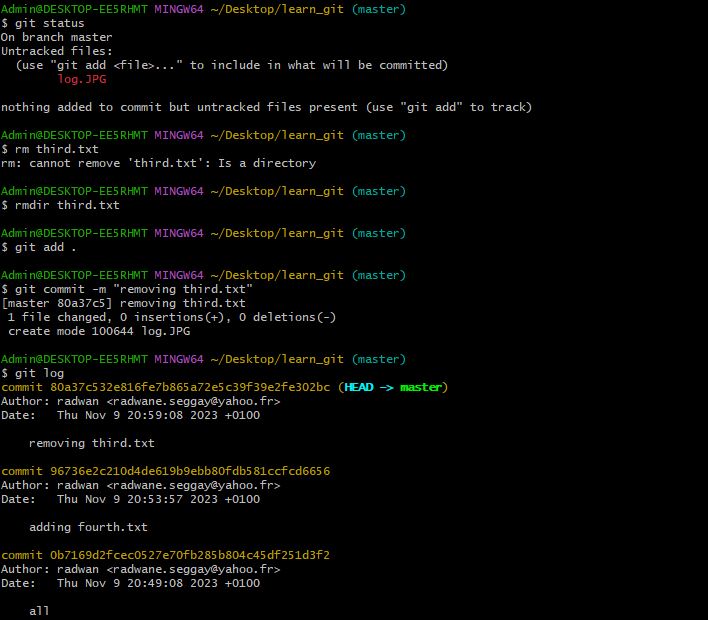 Admin@DESKTOP-EE5RHMT MINGW64 ~/Desktop/learn_git (master)
$ git status
On branch master
Untracked files:
  (use "git add <file>..." to include in what will be committed)
        log.JPG

nothing added to commit but untracked files present (use "git add" to track)

Admin@DESKTOP-EE5RHMT MINGW64 ~/Desktop/learn_git (master)
$ rm third.txt
rm: cannot remove 'third.txt': Is a directory

Admin@DESKTOP-EE5RHMT MINGW64 ~/Desktop/learn_git (master)
$ rmdir third.txt

Admin@DESKTOP-EE5RHMT MINGW64 ~/Desktop/learn_git (master)
$ git add .

Admin@DESKTOP-EE5RHMT MINGW64 ~/Desktop/learn_git (master)
$ git commit -m "removing third.txt"
[master 80a37c5] removing third.txt
 1 file changed, 0 insertions(+), 0 deletions(-)
 create mode 100644 log.JPG

Admin@DESKTOP-EE5RHMT MINGW64 ~/Desktop/learn_git (master)
$ git log
commit 80a37c532e816fe7b865a72e5c39f39e2fe302bc (HEAD -> master)
Author: radwan <radwane.seggay@yahoo.fr>
Date:   Thu Nov 9 20:59:08 2023 +0100

    removing third.txt

commit 96736e2c210d4de619b9ebb80fdb581ccfcd6656
Author: radwan <radwane.seggay@yahoo.fr>
Date:   Thu Nov 9 20:53:57 2023 +0100

    adding fourth.txt

commit 0b7169d2fcec0527e70fb285b804c45df251d3f2
Author: radwan <radwane.seggay@yahoo.fr>
Date:   Thu Nov 9 20:49:08 2023 +0100

    all